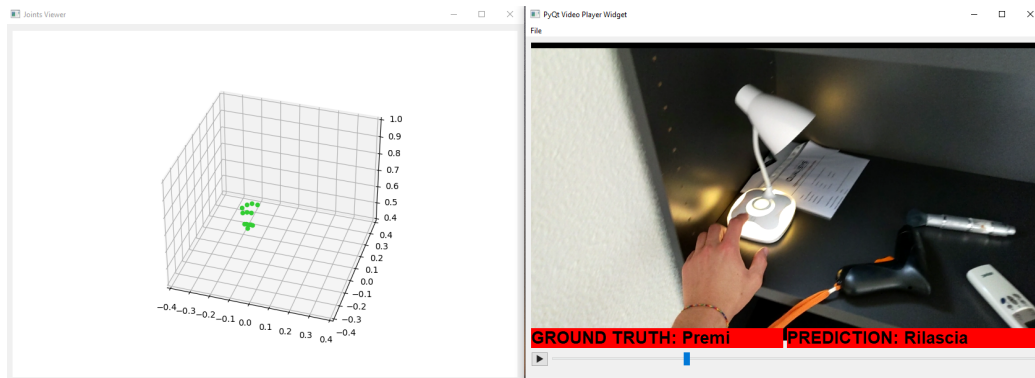 Joints Viewer
1.0
0.9
0.8
0.7
0.6
0.5
0.4
0.4
0.3
0.2
0.1
0.0
−0.1
−0.2
−0.3
−0.4
−0.4 −0.3 −0.2 −0.1 0.0 0.1 0.2 0.3 0.4
PyQt Video Player Widget
File
GROUND TRUTH: Premi
PREDICTION: Rilascia